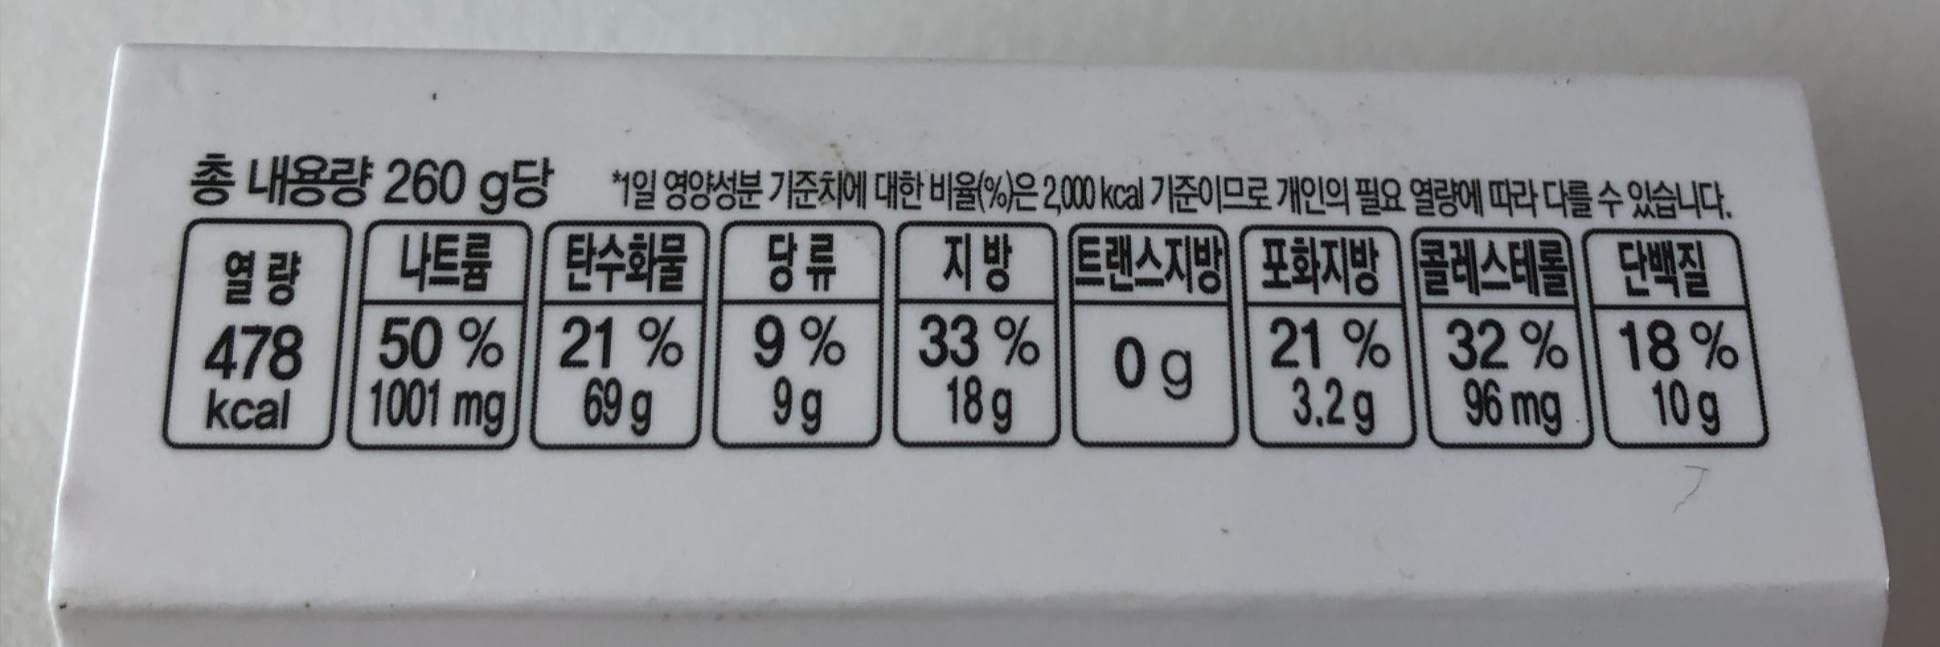 총 내용량 260 g당
*1일 영양성분 기준치에 대한 비율(%)은 2,000 kcal 기준이므로 개인의 필요 열량에 따라 다를 수 있습니다.
열량 나트륨 탄수화물 당류 지방 트랜스지방 포화지방 콜레스테롤 단백질
478 50 % 21 % 9 % 33 % 0 g 21 % 32 % 18 %
kcal 1001 mg 69 g 9 g 18 g 3.2 g 96 mg 10 g